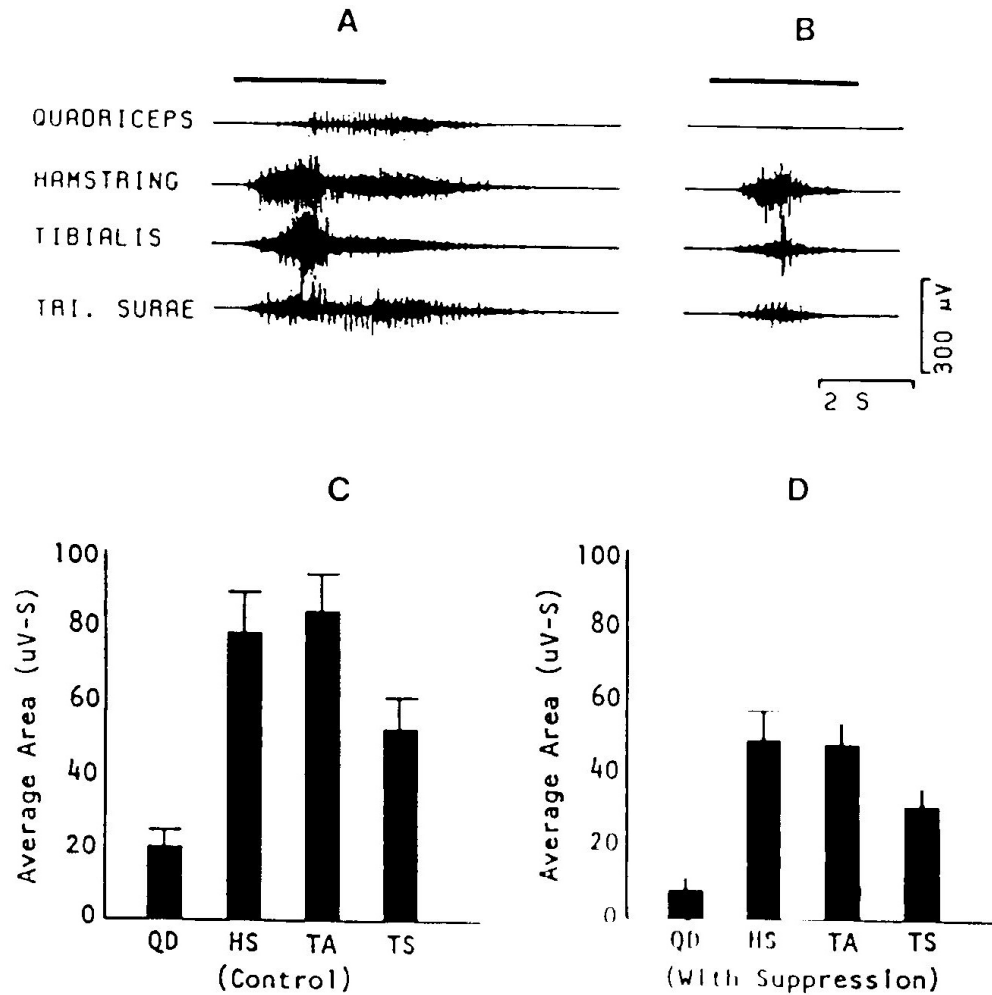 A
B
QUADRICEPS
HAMSTRING
TIBIALIS
TRI. SURAE
300 µV
2 S
C
D
Average Area (uV-S)
100
80
60
40
20
0
QD HS TA TS
(Control)
Average Area (uV-S)
100
80
60
40
20
0
QD HS TA TS
(With Suppression)